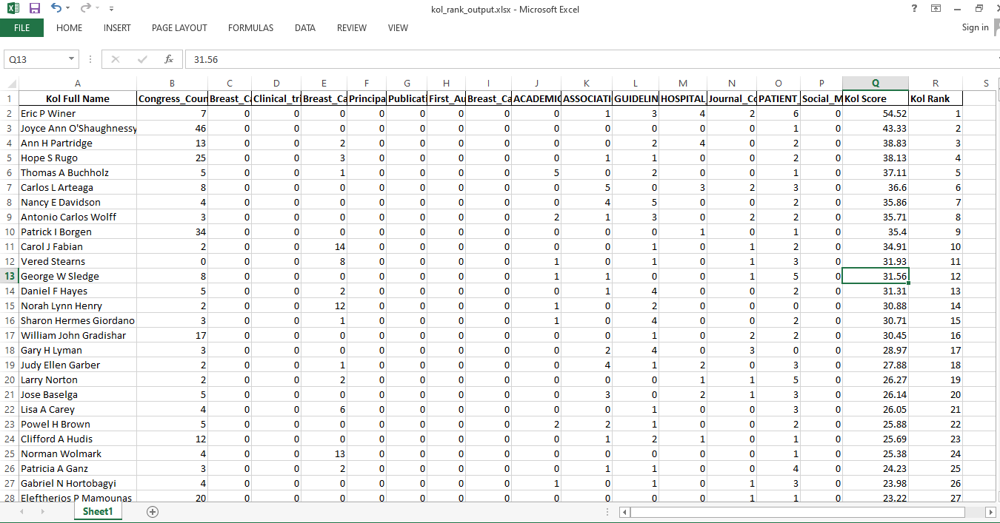 kol_rank_output.xlsx - Microsoft Excel
FILE HOME INSERT PAGE LAYOUT FORMULAS DATA REVIEW VIEW Sign in
Q13 fx 31.56
A B C D E F G H I J K L M N O P Q R S
1 Kol Full Name Congress_Coun Breast_Ca Clinical_tr Breast_Ca Principa Publicati First_Au Breast_Ca ACADEMIC ASSOCIATI GUIDELIN HOSPITAL Journal_Co PATIENT_ Social_M Kol Score Kol Rank
2 Eric P Winer 7 0 0 0 0 0 0 0 0 1 3 4 2 6 0 54.52 1
3 Joyce Ann O'Shaughnessy 46 0 0 0 0 0 0 0 0 0 0 0 0 1 0 43.33 2
4 Ann H Partridge 13 0 0 2 0 0 0 0 0 0 2 4 0 2 0 38.83 3
5 Hope S Rugo 25 0 0 3 0 0 0 0 0 1 1 0 0 2 0 38.13 4
6 Thomas A Buchholz 5 0 0 1 0 0 0 0 5 0 2 0 0 1 0 37.11 5
7 Carlos L Arteaga 8 0 0 0 0 0 0 0 0 5 0 3 2 3 0 36.6 6
8 Nancy E Davidson 4 0 0 0 0 0 0 0 0 4 5 0 0 2 0 35.86 7
9 Antonio Carlos Wolff 3 0 0 0 0 0 0 0 2 1 3 0 2 2 0 35.71 8
10 Patrick I Borgen 34 0 0 0 0 0 0 0 0 0 0 1 0 1 0 35.4 9
11 Carol J Fabian 2 0 0 14 0 0 0 0 0 0 1 0 1 2 0 34.91 10
12 Vered Stearns 0 0 0 8 0 0 0 0 1 0 1 0 1 3 0 31.93 11
13 George W Sledge 8 0 0 0 0 0 0 0 1 1 0 0 1 5 0 31.56 12
14 Daniel F Hayes 5 0 0 2 0 0 0 0 0 1 4 0 0 2 0 31.31 13
15 Norah Lynn Henry 2 0 0 12 0 0 0 0 1 0 2 0 0 0 0 30.88 14
16 Sharon Hermes Giordano 3 0 0 1 0 0 0 0 1 0 4 0 0 2 0 30.71 15
17 William John Gradishar 17 0 0 0 0 0 0 0 0 0 1 0 2 2 0 30.45 16
18 Gary H Lyman 3 0 0 0 0 0 0 0 0 2 4 0 3 0 0 28.97 17
19 Judy Ellen Garber 2 0 0 1 0 0 0 0 0 4 1 2 0 3 0 27.88 18
20 Larry Norton 2 0 0 2 0 0 0 0 0 0 0 1 1 5 0 26.27 19
21 Jose Baselga 5 0 0 0 0 0 0 0 0 3 0 2 1 3 0 26.14 20
22 Lisa A Carey 4 0 0 6 0 0 0 0 0 0 1 0 0 3 0 26.05 21
23 Powel H Brown 5 0 0 0 0 0 0 0 2 2 1 0 0 2 0 25.88 22
24 Clifford A Hudis 12 0 0 0 0 0 0 0 0 1 2 1 0 1 0 25.69 23
25 Norman Wolmark 4 0 0 13 0 0 0 0 0 0 0 0 0 1 0 25.38 24
26 Patricia A Ganz 3 0 0 2 0 0 0 0 0 1 1 0 0 4 0 24.23 25
27 Gabriel N Hortobagyi 4 0 0 0 0 0 0 0 1 0 1 0 1 3 0 23.98 26
28 Eleftherios P Mamounas 20 0 0 0 0 0 0 0 0 0 0 0 1 1 0 23.22 27
Sheet1